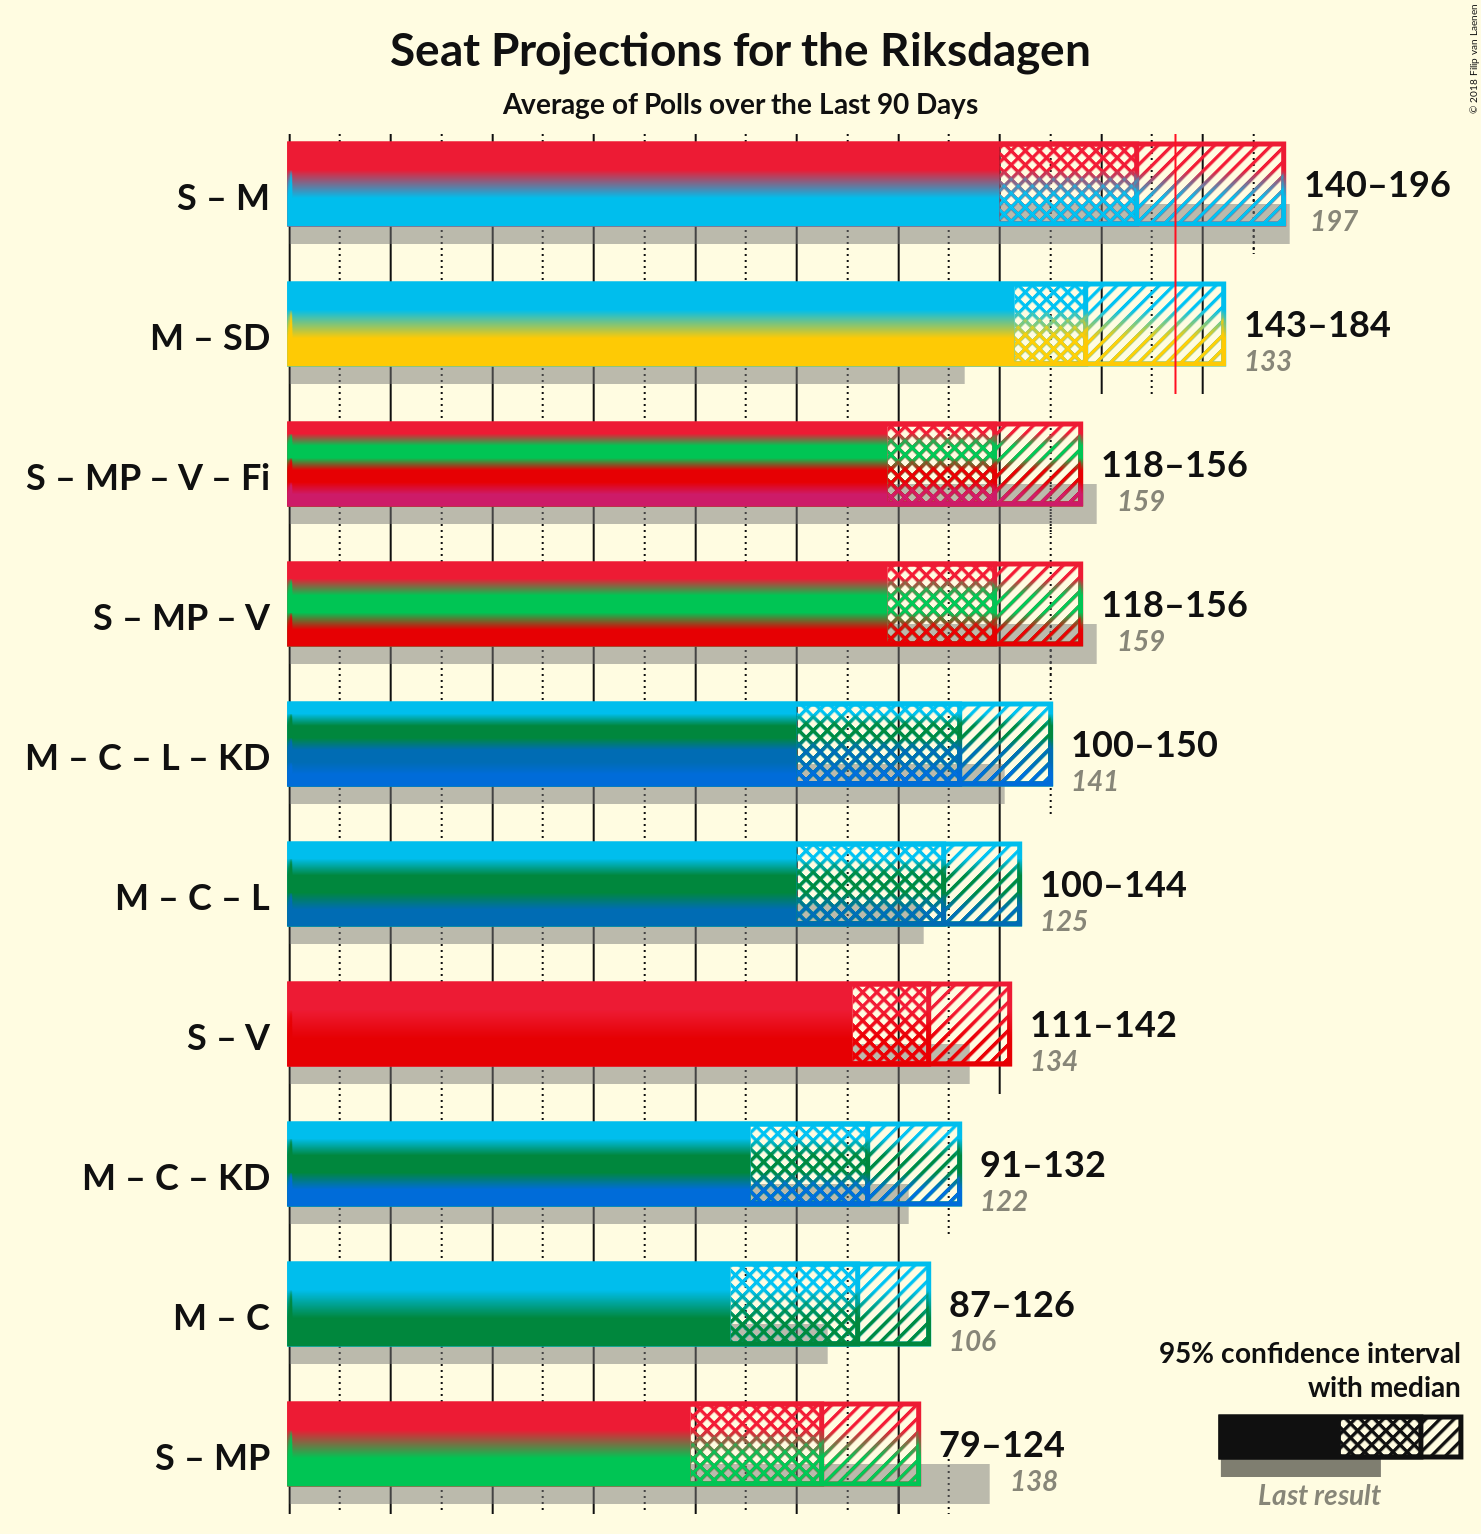 Seat Projections for the Riksdagen
Average of Polls over the Last 90 Days
© 2018 Filip van Laenen
S – M
140–196
197
M – SD
143–184
133
S – MP – V – Fi
118–156
159
S – MP – V
118–156
159
M – C – L – KD
100–150
141
M – C – L
100–144
125
S – V
111–142
134
M – C – KD
91–132
122
M – C
87–126
106
S – MP
79–124
138
95% confidence interval
with median
Last result